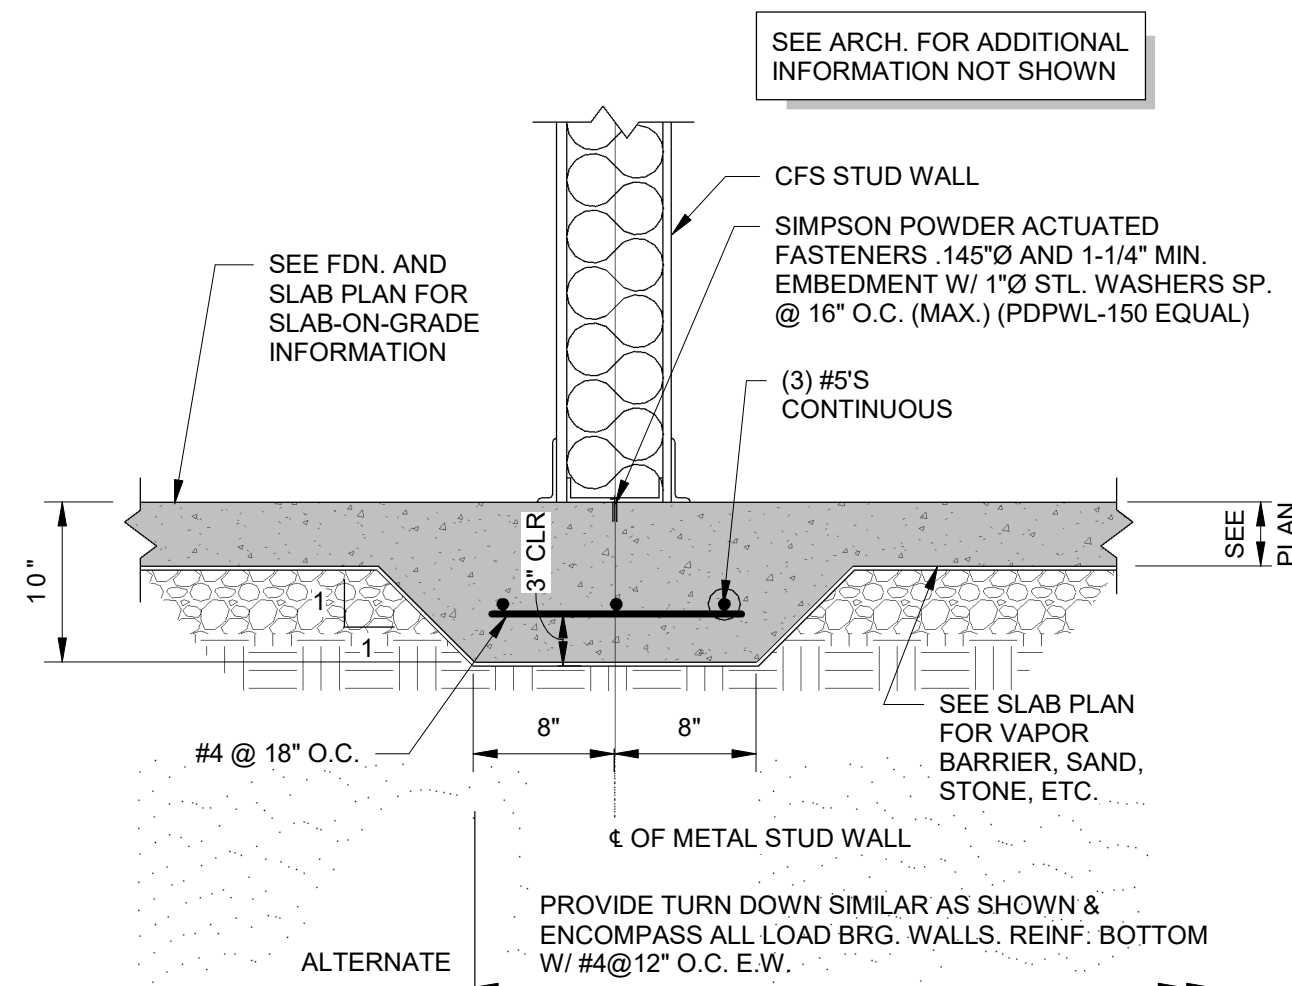 SEE ARCH. FOR ADDITIONAL
INFORMATION NOT SHOWN
CFS STUD WALL
SIMPSON POWDER ACTUATED
FASTENERS .145"Ø AND 1-1/4" MIN.
EMBEDMENT W/ 1"Ø STL. WASHERS SP.
@ 16" O.C. (MAX.) (PDPWL-150 EQUAL)
SEE FDN. AND
SLAB PLAN FOR
SLAB-ON-GRADE
INFORMATION
(3) #5'S
CONTINUOUS
10"
3" CLR
SEE
PLAN
1
1
#4 @ 18" O.C.
8"
8"
SEE SLAB PLAN
FOR VAPOR
BARRIER, SAND,
STONE, ETC.
℄ OF METAL STUD WALL
PROVIDE TURN DOWN SIMILAR AS SHOWN &
ENCOMPASS ALL LOAD BRG. WALLS. REINF. BOTTOM
W/ #4@12" O.C. E.W.
ALTERNATE